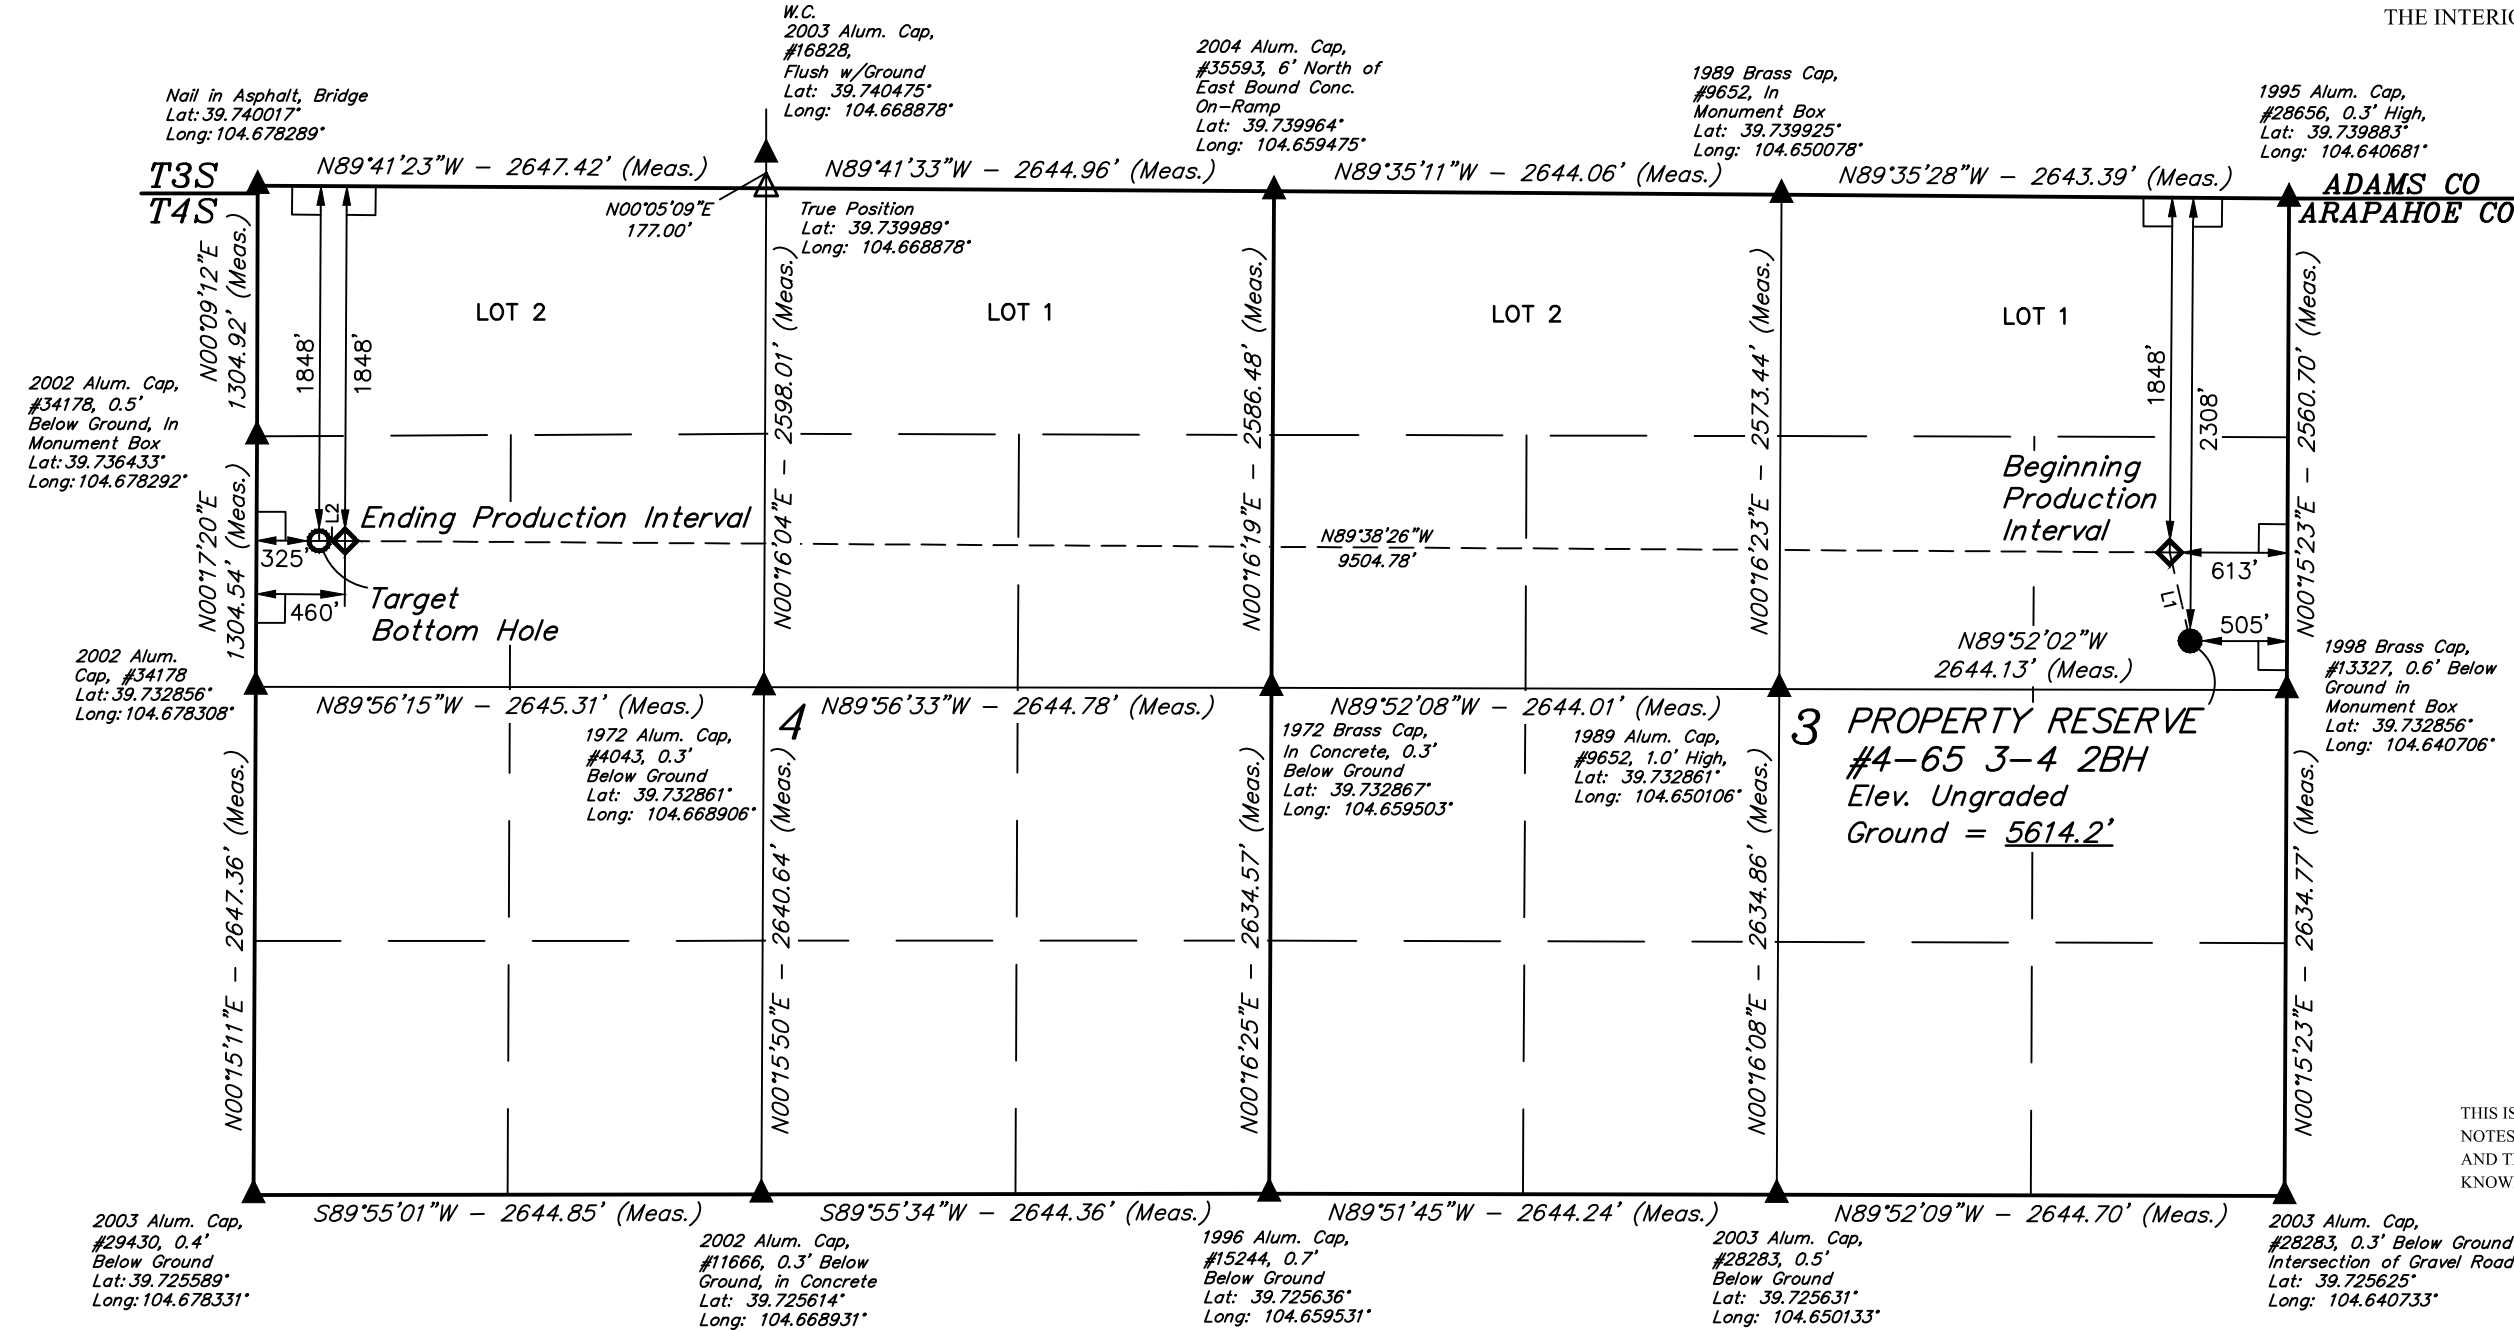 THE INTERIO
W.C.
2003 Alum. Cap,
#16828,
Flush w/Ground
Lat: 39.740475°
Long: 104.668878°
2004 Alum. Cap,
#35593, 6' North of
East Bound Conc.
On-Ramp
Lat: 39.739964°
Long: 104.659475°
1989 Brass Cap,
#9652, In
Monument Box
Lat: 39.739925°
Long: 104.650078°
1995 Alum. Cap,
#28656, 0.3' High,
Lat: 39.739883°
Long: 104.640681°
Nail in Asphalt, Bridge
Lat: 39.740017°
Long: 104.678289°
T3S
T4S
N89°41'23"W - 2647.42' (Meas.)
N89°41'33"W - 2644.96' (Meas.)
N89°35'11"W - 2644.06' (Meas.)
N89°35'28"W - 2643.39' (Meas.)
ADAMS CO
ARAPAHOE CO
N00°05'09"E
177.00'
True Position
Lat: 39.739989°
Long: 104.668878°
N00°09'12"E
1304.92' (Meas.)
1848'
1848'
LOT 2
N00°16'04"E - 2598.01' (Meas.)
LOT 1
N00°16'19"E - 2586.48' (Meas.)
LOT 2
N00°16'23"E - 2573.44' (Meas.)
LOT 1
1848'
2308'
N00°15'23"E - 2560.70' (Meas.)
2002 Alum. Cap,
#34178, 0.5'
Below Ground, In
Monument Box
Lat: 39.736433°
Long: 104.678292°
N00°17'20"E
1304.54' (Meas.)
L2
Ending Production Interval
325'
460'
Target
Bottom Hole
N89°38'26"W
9504.78'
Beginning
Production
Interval
613'
L1
505'
N89°52'02"W
2644.13' (Meas.)
2002 Alum.
Cap, #34178
Lat: 39.732856°
Long: 104.678308°
N89°56'15"W - 2645.31' (Meas.)
4
N89°56'33"W - 2644.78' (Meas.)
N89°52'08"W - 2644.01' (Meas.)
1972 Alum. Cap,
#4043, 0.3'
Below Ground
Lat: 39.732861°
Long: 104.668906°
1972 Brass Cap,
In Concrete, 0.3'
Below Ground
Lat: 39.732867°
Long: 104.659503°
1989 Alum. Cap,
#9652, 1.0' High,
Lat: 39.732861°
Long: 104.650106°
3
PROPERTY RESERVE
#4-65 3-4 2BH
Elev. Ungraded
Ground = 5614.2'
1998 Brass Cap,
#13327, 0.6' Below
Ground in
Monument Box
Lat: 39.732856°
Long: 104.640706°
N00°15'11"E - 2647.36' (Meas.)
N00°15'50"E - 2640.64' (Meas.)
N00°16'25"E - 2634.57' (Meas.)
N00°16'08"E - 2634.86' (Meas.)
N00°15'23"E - 2634.77' (Meas.)
THIS IS
NOTES
AND T
KNOW
S89°55'01"W - 2644.85' (Meas.)
S89°55'34"W - 2644.36' (Meas.)
N89°51'45"W - 2644.24' (Meas.)
N89°52'09"W - 2644.70' (Meas.)
2003 Alum. Cap,
#29430, 0.4'
Below Ground
Lat: 39.725589°
Long: 104.678331°
2002 Alum. Cap,
#11666, 0.3' Below
Ground, in Concrete
Lat: 39.725614°
Long: 104.668931°
1996 Alum. Cap,
#15244, 0.7'
Below Ground
Lat: 39.725636°
Long: 104.659531°
2003 Alum. Cap,
#28283, 0.5'
Below Ground
Lat: 39.725631°
Long: 104.650133°
2003 Alum. Cap,
#28283, 0.3' Below Ground
Intersection of Gravel Road
Lat: 39.725625°
Long: 104.640733°